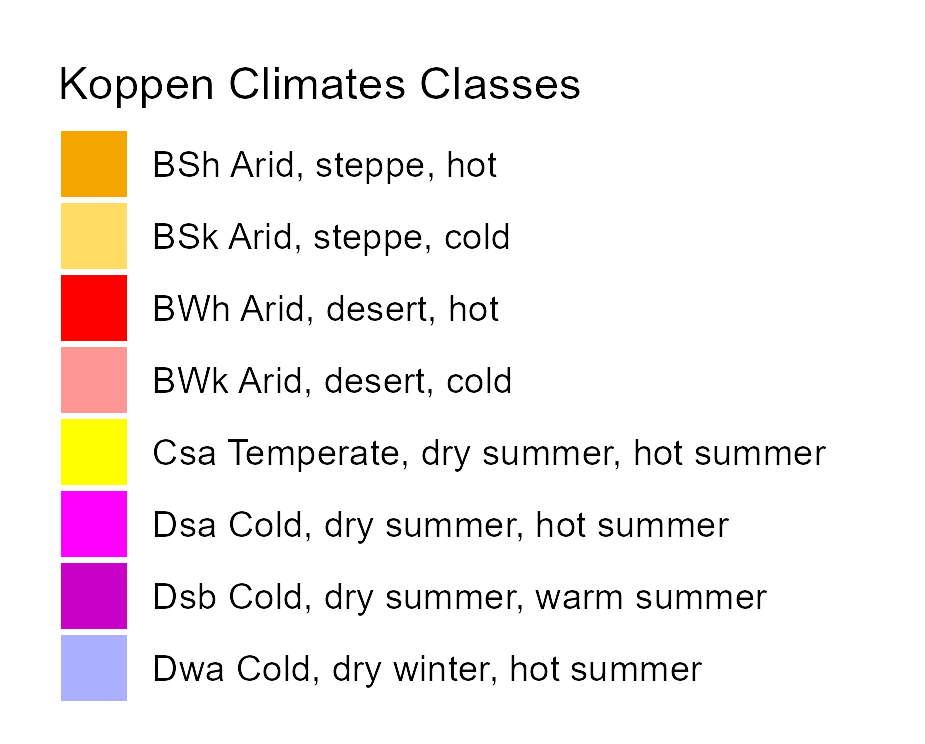 Koppen Climates Classes
BSh Arid, steppe, hot
BSk Arid, steppe, cold
BWh Arid, desert, hot
BWk Arid, desert, cold
Csa Temperate, dry summer, hot summer
Dsa Cold, dry summer, hot summer
Dsb Cold, dry summer, warm summer
Dwa Cold, dry winter, hot summer